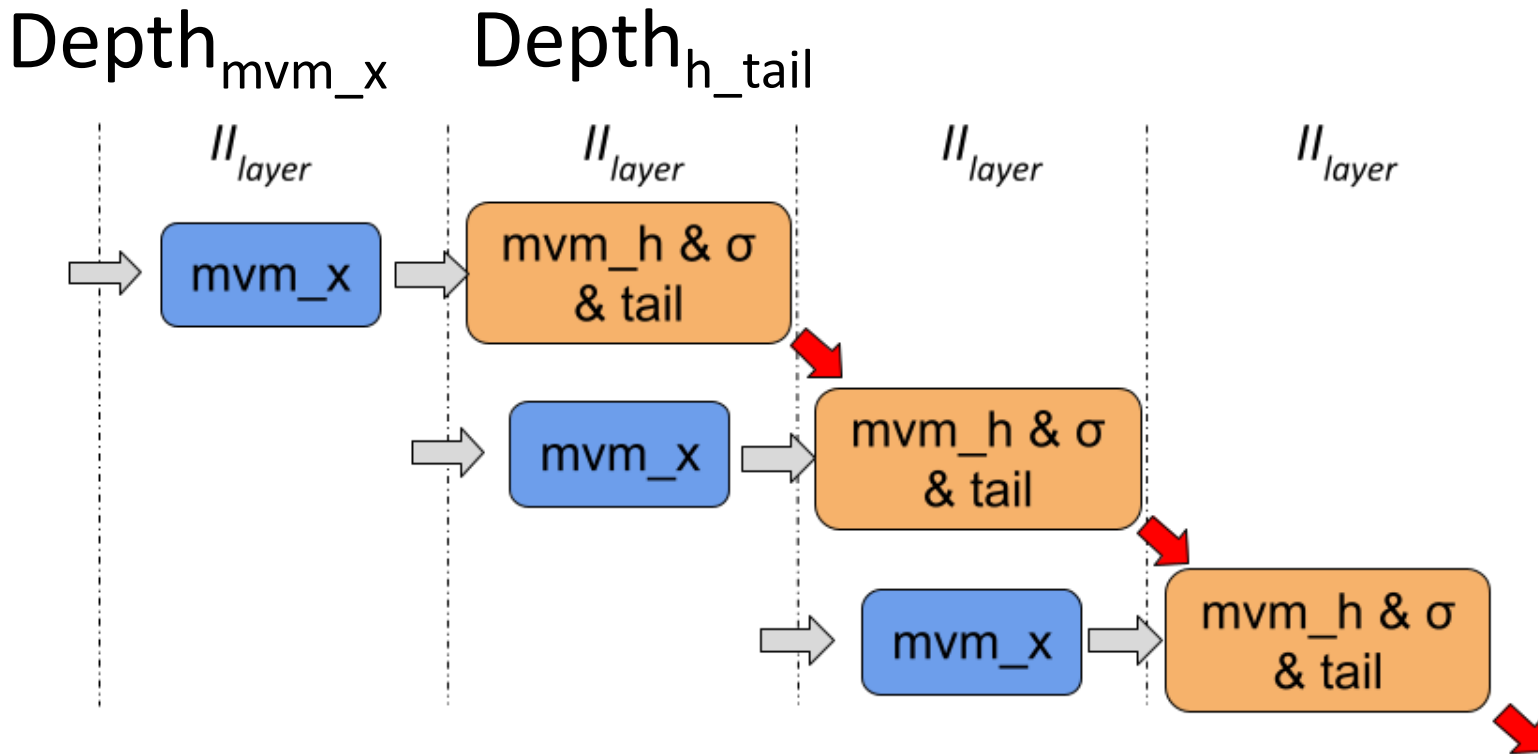 Depth_mvm_x Depth_h_tail
II_layer II_layer II_layer II_layer
mvm_x
mvm_h & σ
& tail
mvm_x
mvm_h & σ
& tail
mvm_x
mvm_h & σ
& tail